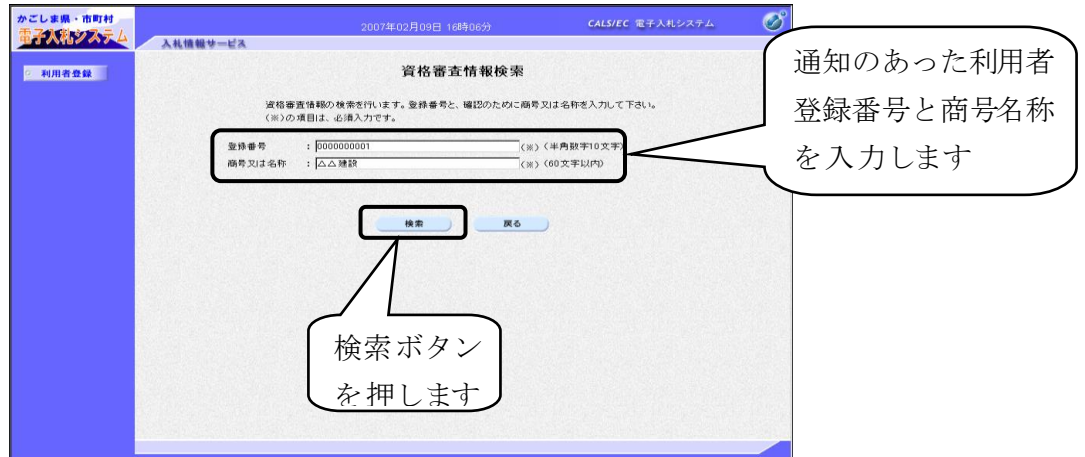 かごしま県・市町村
電子入札システム
2007年02月09日 16時06分
CALS/EC 電子入札システム
入札情報サービス
利用者登録
資格審査情報検索
資格審査情報の検索を行います。登録番号と、確認のために商号又は名称を入力して下さい。
(※)の項目は、必須入力です。
登録番号 : 0000000001 (※)(半角数字10文字)
商号又は名称 : △△建設 (※)(60文字以内)
検索 戻る
通知のあった利用者
登録番号と商号名称
を入力します
検索ボタン
を押します